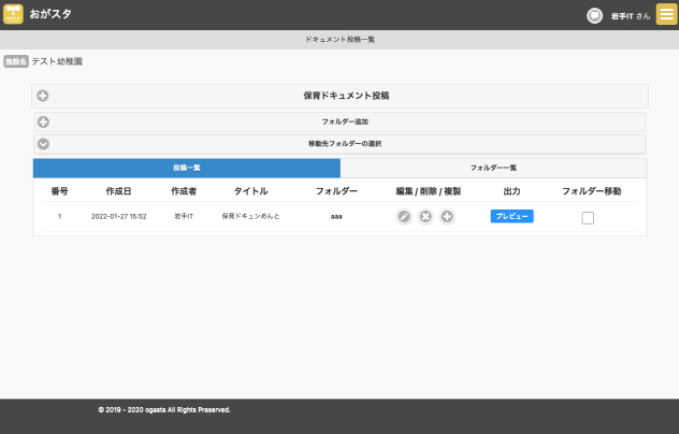 おがスタ
岩手IT さん
ドキュメント投稿一覧
施設名 テスト幼稚園
保育ドキュメント投稿
フォルダー追加
移動先フォルダーの選択
投稿一覧 フォルダー一覧
番号 作成日 作成者 タイトル フォルダー 編集 / 削除 / 複製 出力 フォルダー移動
1 2022-01-27 15:52 岩手IT 保育ドキュンめんと aaa プレビュー
© 2019 - 2020 ogasta All Rights Preserved.